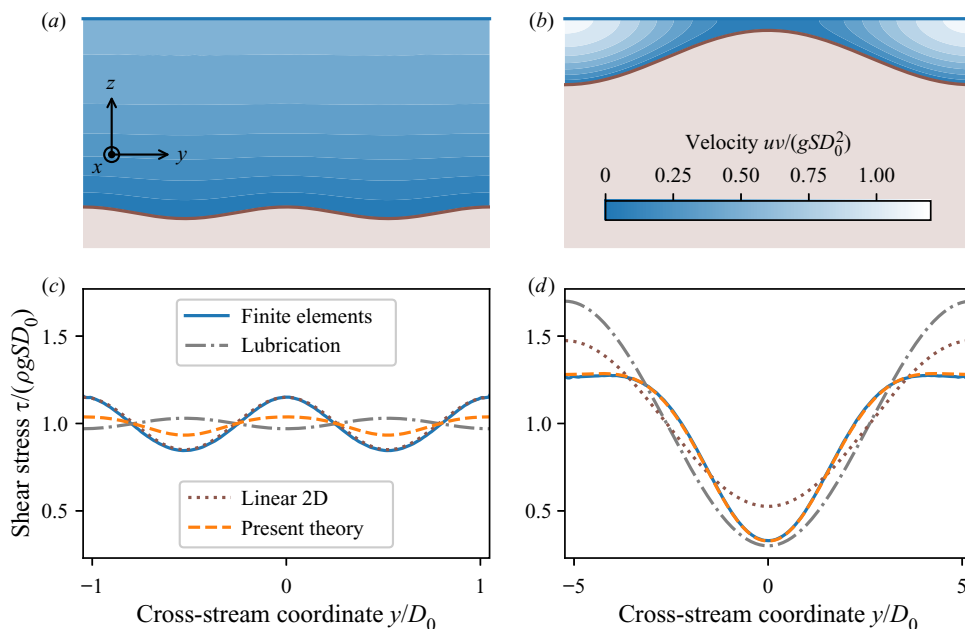 (a)
(b)
z
x
y
Velocity uν/(gSD₀²)
0 0.25 0.50 0.75 1.00
(c)
(d)
Shear stress τ/(ρgSD₀)
1.5
1.0
0.5
Finite elements
Lubrication
Linear 2D
Present theory
1.5
1.0
0.5
−1 0 1
−5 0 5
Cross-stream coordinate y/D₀
Cross-stream coordinate y/D₀